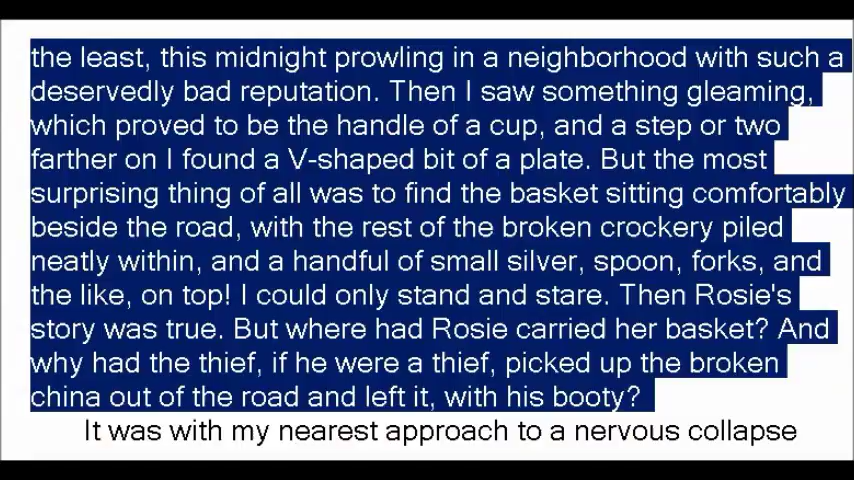 the least, this midnight prowling in a neighborhood with such a
deservedly bad reputation. Then I saw something gleaming,
which proved to be the handle of a cup, and a step or two
farther on I found a V-shaped bit of a plate. But the most
surprising thing of all was to find the basket sitting comfortably
beside the road, with the rest of the broken crockery piled
neatly within, and a handful of small silver, spoon, forks, and
the like, on top! I could only stand and stare. Then Rosie's
story was true. But where had Rosie carried her basket? And
why had the thief, if he were a thief, picked up the broken
china out of the road and left it, with his booty?
It was with my nearest approach to a nervous collapse